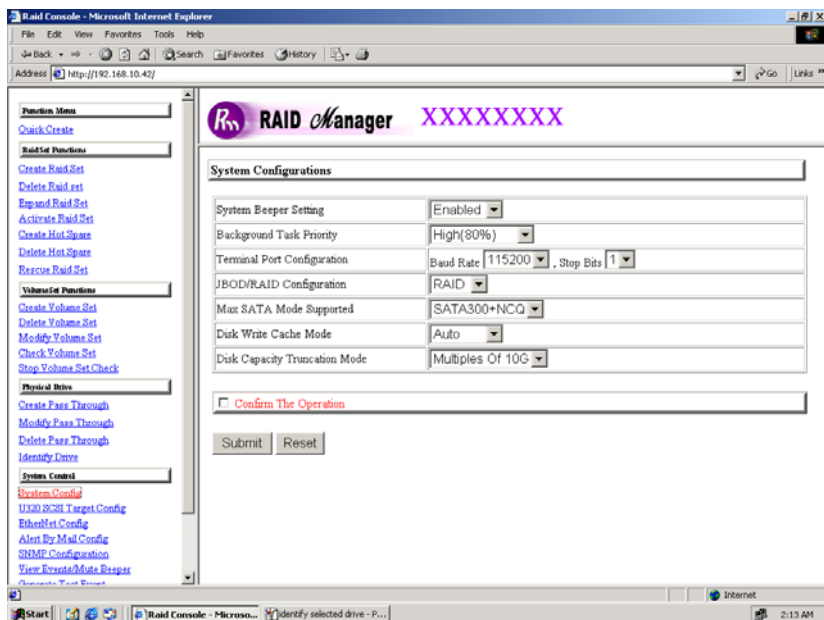 Raid Console - Microsoft Internet Explorer
File Edit View Favorites Tools Help
Back Search Favorites History
Address http://192.168.10.42/ Go Links »
Function Menu
Quick Create
RaidSet Functions
Create Raid Set
Delete Raid set
Expand Raid Set
Activate Raid Set
Create Hot Spare
Delete Hot Spare
Rescue Raid Set
VolumeSet Functions
Create Volume Set
Delete Volume Set
Modify Volume Set
Check Volume Set
Stop Volume Set Check
Physical Drive
Create Pass Through
Modify Pass Through
Delete Pass Through
Identify Drive
System Control
System Config
U320 SCSI Target Config
EtherNet Config
Alert By Mail Config
SNMP Configuration
View Events/Mute Beeper
Generate Test Event
Rm RAID Manager XXXXXXXX
System Configurations
System Beeper Setting Enabled
Background Task Priority High(80%)
Terminal Port Configuration Baud Rate 115200 , Stop Bits 1
JBOD/RAID Configuration RAID
Max SATA Mode Supported SATA300+NCQ
Disk Write Cache Mode Auto
Disk Capacity Truncation Mode Multiples Of 10G
Confirm The Operation
Submit Reset
Internet
Start Raid Console - Microso... identify selected drive - P... 2:13 AM